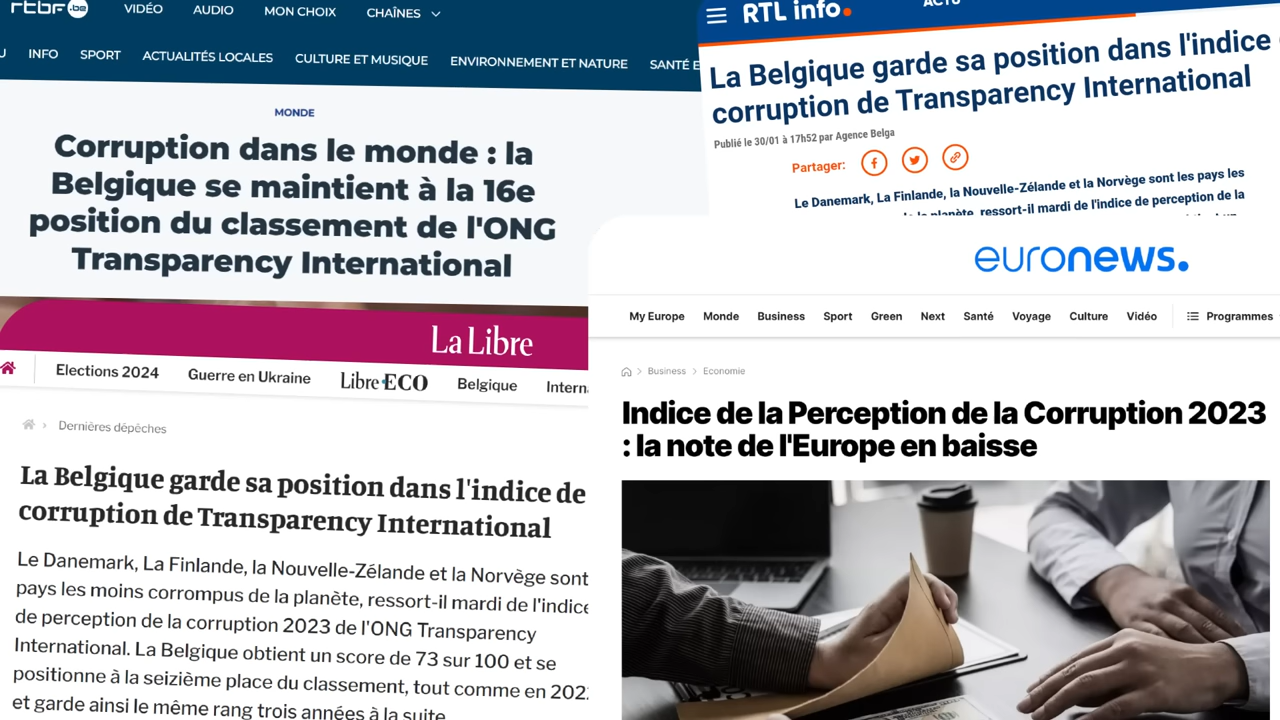 rtbf.be
VIDÉO AUDIO MON CHOIX CHAÎNES
INFO SPORT ACTUALITÉS LOCALES CULTURE ET MUSIQUE ENVIRONNEMENT ET NATURE SANTÉ
MONDE
Corruption dans le monde : la
Belgique se maintient à la 16e
position du classement de l'ONG
Transparency International
RTL info.
La Belgique garde sa position dans l'indice
corruption de Transparency International
Publié le 30/01 à 17h52 par Agence Belga
Partager:
Le Danemark, La Finlande, la Nouvelle-Zélande et la Norvège sont les pays les
planète, ressort-il mardi de l'indice de perception de la
La Libre
Elections 2024 Guerre en Ukraine Libre ECO Belgique Intern
Dernières dépêches
La Belgique garde sa position dans l'indice de
corruption de Transparency International
Le Danemark, La Finlande, la Nouvelle-Zélande et la Norvège sont
pays les moins corrompus de la planète, ressort-il mardi de l'indice
de perception de la corruption 2023 de l'ONG Transparency
International. La Belgique obtient un score de 73 sur 100 et se
positionne à la seizième place du classement, tout comme en 202
et garde ainsi le même rang trois années à la suite
euronews.
My Europe Monde Business Sport Green Next Santé Voyage Culture Vidéo Programmes
Business Economie
Indice de la Perception de la Corruption 2023
: la note de l'Europe en baisse